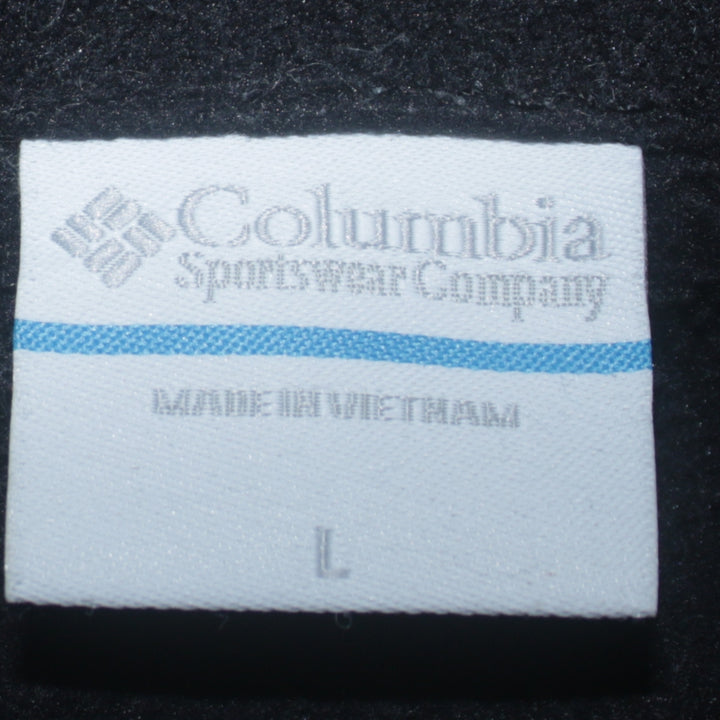 Columbia
Sportswear Company
MADE IN VIETNAM
L